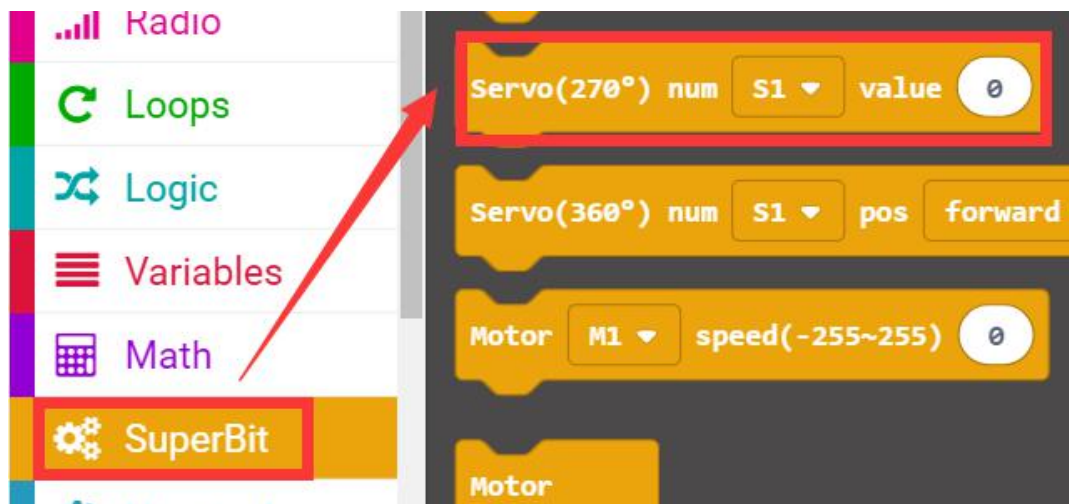 Radio
Loops
Logic
Variables
Math
SuperBit
Servo(270°) num S1 value 0
Servo(360°) num S1 pos forward
Motor M1 speed(-255~255) 0
Motor